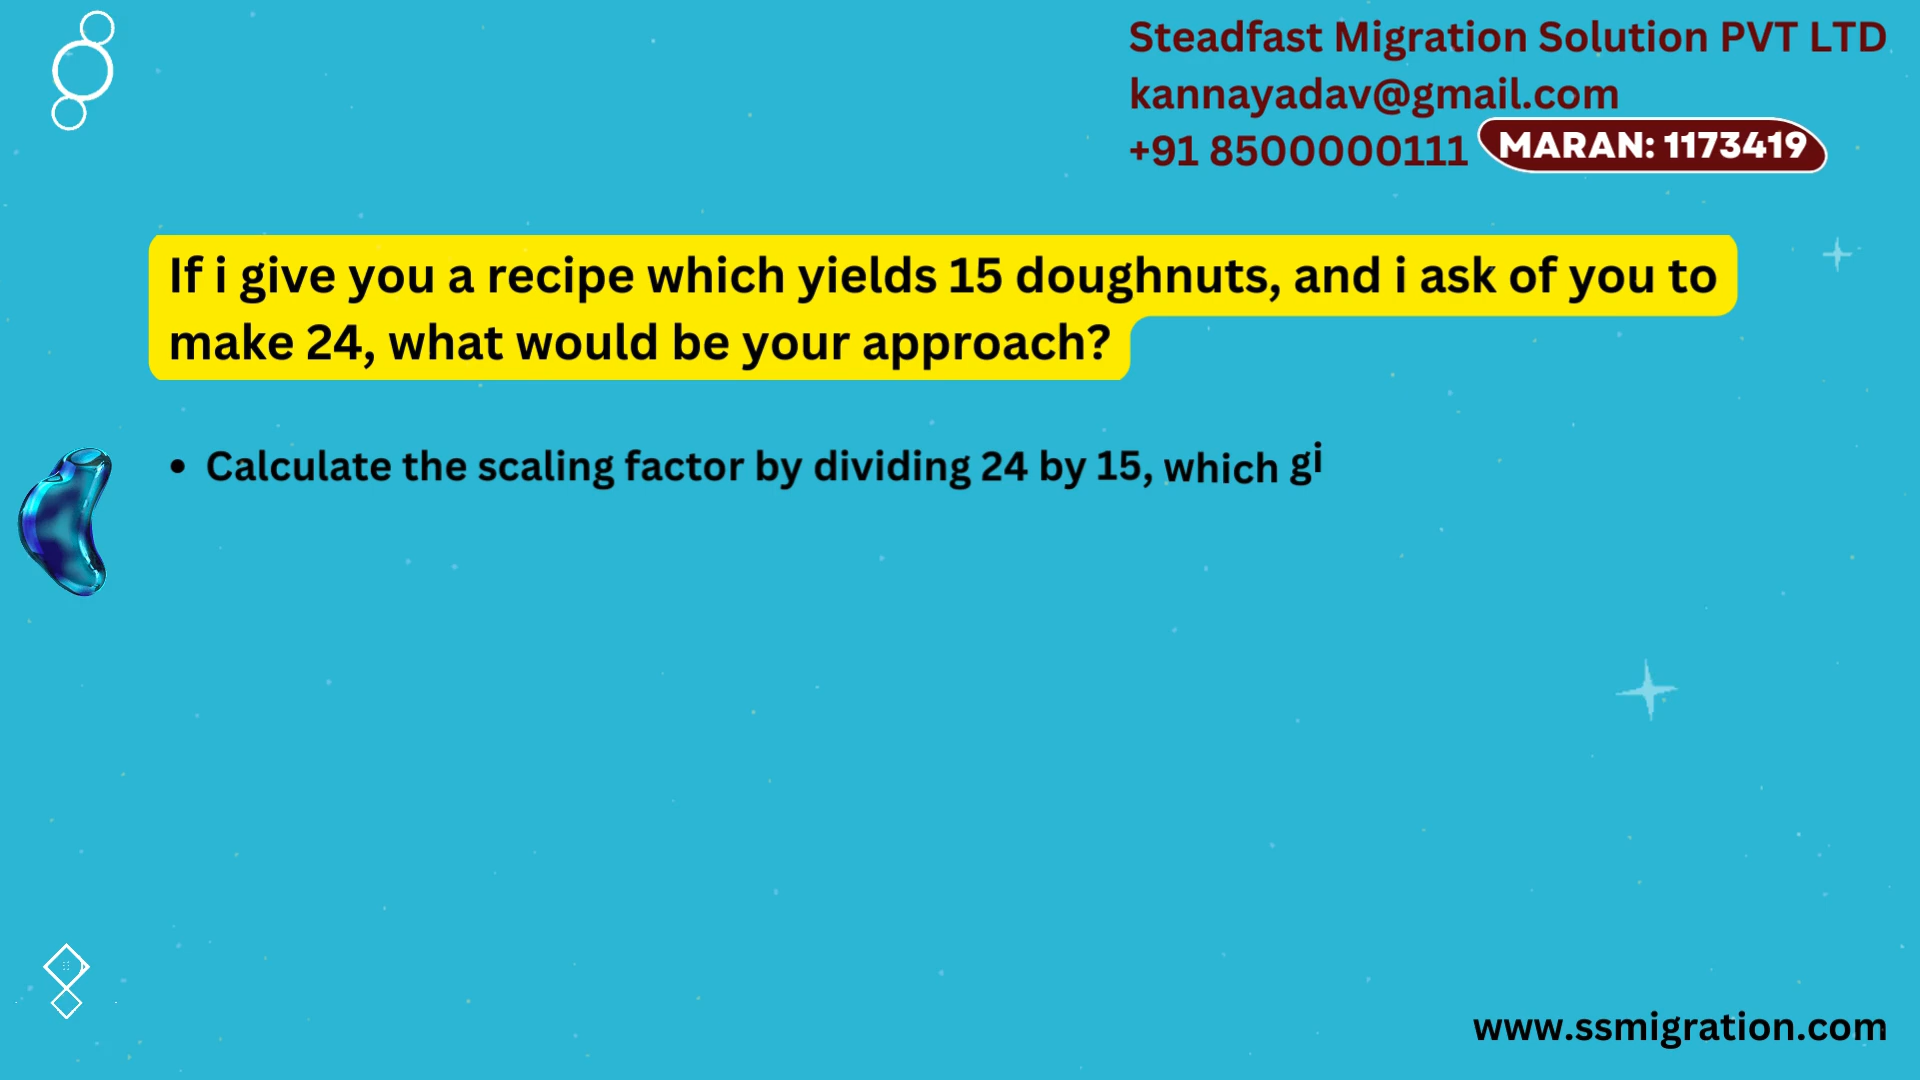 Steadfast Migration Solution PVT LTD
kannayadav@gmail.com
+91 8500000111 MARAN: 1173419
If i give you a recipe which yields 15 doughnuts, and i ask of you to
make 24, what would be your approach?
• Calculate the scaling factor by dividing 24 by 15, which gi
www.ssmigration.com